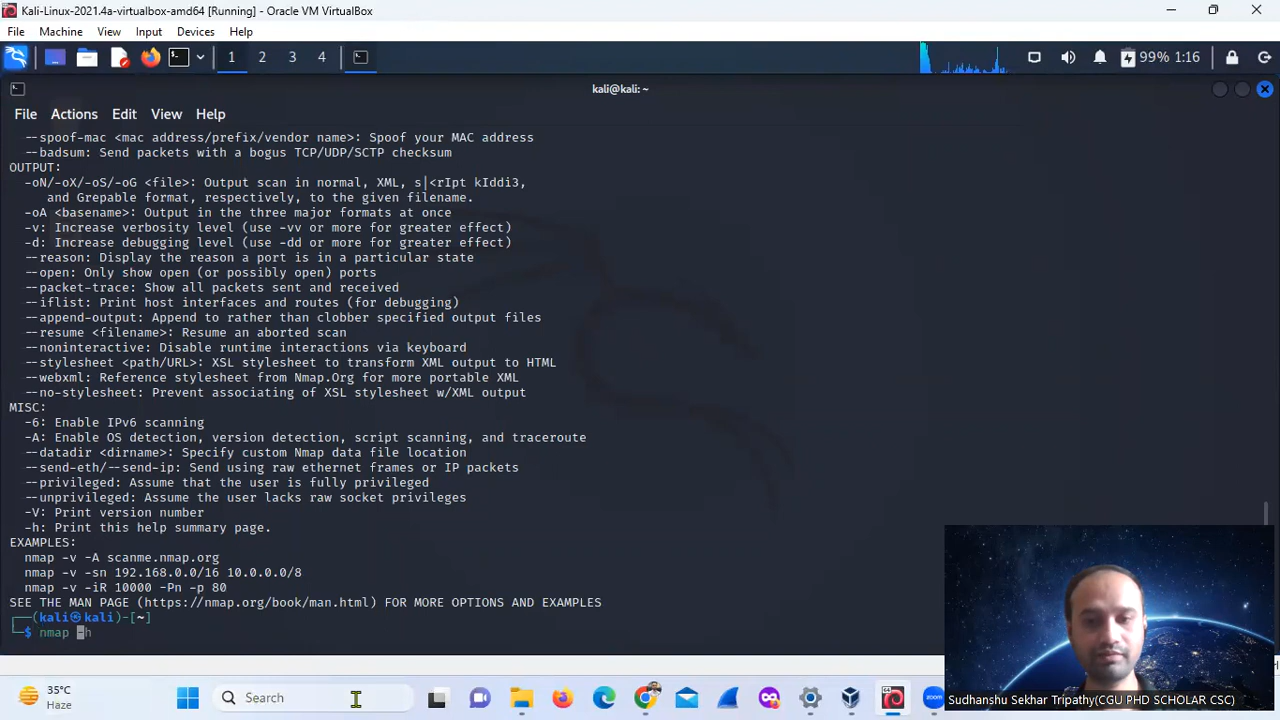 Kali-Linux-2021.4a-virtualbox-amd64 [Running] - Oracle VM VirtualBox
File Machine View Input Devices Help
1 2 3 4 99% 1:16
kali@kali: ~
File Actions Edit View Help
--spoof-mac <mac address/prefix/vendor name>: Spoof your MAC address
--badsum: Send packets with a bogus TCP/UDP/SCTP checksum
OUTPUT:
-oN/-oX/-oS/-oG <file>: Output scan in normal, XML, s|<rIpt kIddi3,
and Grepable format, respectively, to the given filename.
-oA <basename>: Output in the three major formats at once
-v: Increase verbosity level (use -vv or more for greater effect)
-d: Increase debugging level (use -dd or more for greater effect)
--reason: Display the reason a port is in a particular state
--open: Only show open (or possibly open) ports
--packet-trace: Show all packets sent and received
--iflist: Print host interfaces and routes (for debugging)
--append-output: Append to rather than clobber specified output files
--resume <filename>: Resume an aborted scan
--noninteractive: Disable runtime interactions via keyboard
--stylesheet <path/URL>: XSL stylesheet to transform XML output to HTML
--webxml: Reference stylesheet from Nmap.Org for more portable XML
--no-stylesheet: Prevent associating of XSL stylesheet w/XML output
MISC:
-6: Enable IPv6 scanning
-A: Enable OS detection, version detection, script scanning, and traceroute
--datadir <dirname>: Specify custom Nmap data file location
--send-eth/--send-ip: Send using raw ethernet frames or IP packets
--privileged: Assume that the user is fully privileged
--unprivileged: Assume the user lacks raw socket privileges
-V: Print version number
-h: Print this help summary page.
EXAMPLES:
nmap -v -A scanme.nmap.org
nmap -v -sn 192.168.0.0/16 10.0.0.0/8
nmap -v -iR 10000 -Pn -p 80
SEE THE MAN PAGE (https://nmap.org/book/man.html) FOR MORE OPTIONS AND EXAMPLES
┌──(kali㉿kali)-[~]
└─$ nmap -h
Sudhanshu Sekhar Tripathy(CGU PHD SCHOLAR CSC)
35°C
Haze
Search
zoom